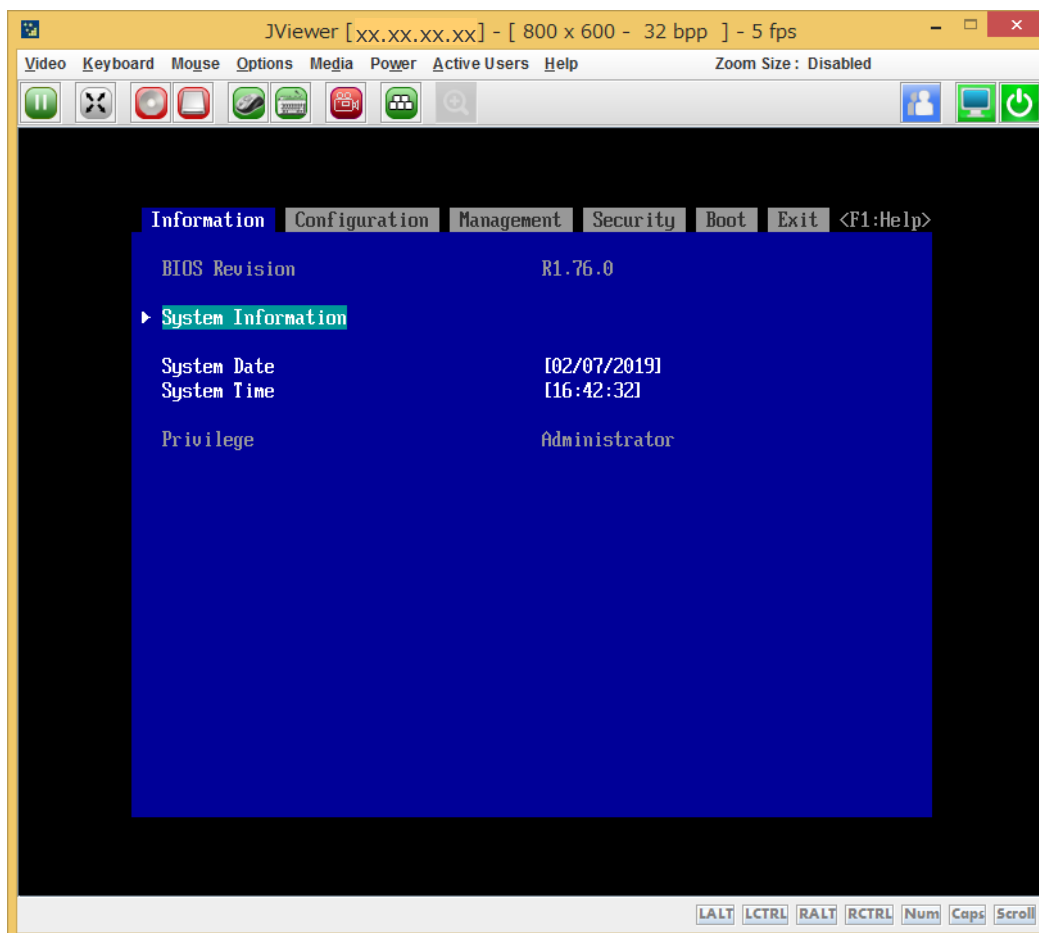 JViewer [xx.xx.xx.xx] - [ 800 x 600 - 32 bpp ] - 5 fps
Video Keyboard Mouse Options Media Power Active Users Help Zoom Size : Disabled
Information Configuration Management Security Boot Exit <F1:Help>
BIOS Revision R1.76.0
System Information
System Date [02/07/2019]
System Time [16:42:32]
Privilege Administrator
LALT LCTRL RALT RCTRL Num Caps Scroll